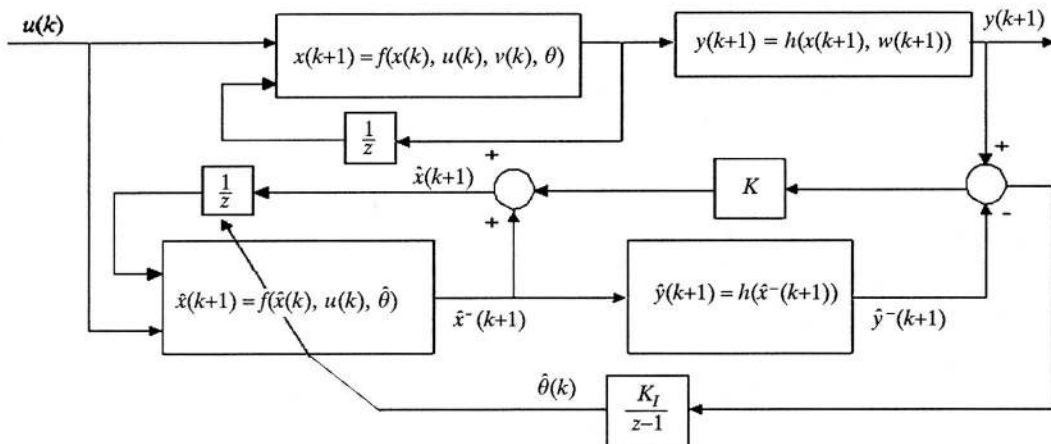 u(k)
y(k+1)
x(k+1) = f(x(k), u(k), v(k), θ)
y(k+1) = h(x(k+1), w(k+1))
1/z
+
+
x̂(k+1)
1/z
K
+
-
x̂(k+1) = f(x̂(k), u(k), θ̂)
x̂⁻(k+1)
ŷ(k+1) = h(x̂⁻(k+1))
ŷ⁻(k+1)
θ̂(k)
K_I/(z−1)